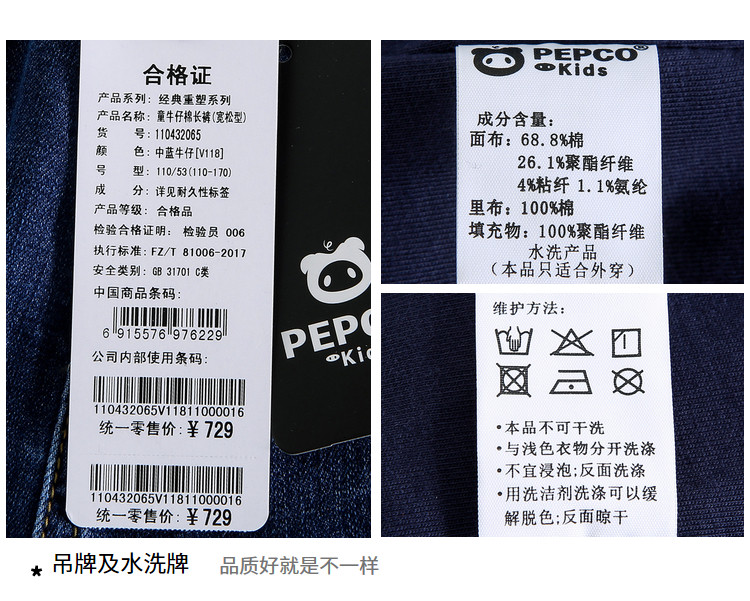 合格证
产品系列: 经典重塑系列
产品名称: 童牛仔棉长裤(宽松型)
货 号: 110432065
颜 色: 中蓝牛仔[V118]
号 型: 110/53(110-170)
成 分: 详见耐久性标签
产品等级: 合格品
检验合格证明: 检验员 006
执行标准: FZ/T 81006-2017
安全类别: GB 31701 C类
中国商品条码:
6 915576 976229
公司内部使用条码:
110432065V11811000016
统一零售价: ¥ 729
110432065V11811000016
统一零售价: ¥ 729
PEPCO
Kids
PEPCO®
Kids
成分含量:
面布: 68.8%棉
26.1%聚酯纤维
4%粘纤 1.1%氨纶
里布: 100%棉
填充物: 100%聚酯纤维
水洗产品
(本品只适合外穿)
维护方法:
•本品不可干洗
•与浅色衣物分开洗涤
•不宜浸泡;反面洗涤
•用洗洁剂洗涤可以缓
解脱色;反面晾干
* 吊牌及水洗牌 品质好就是不一样